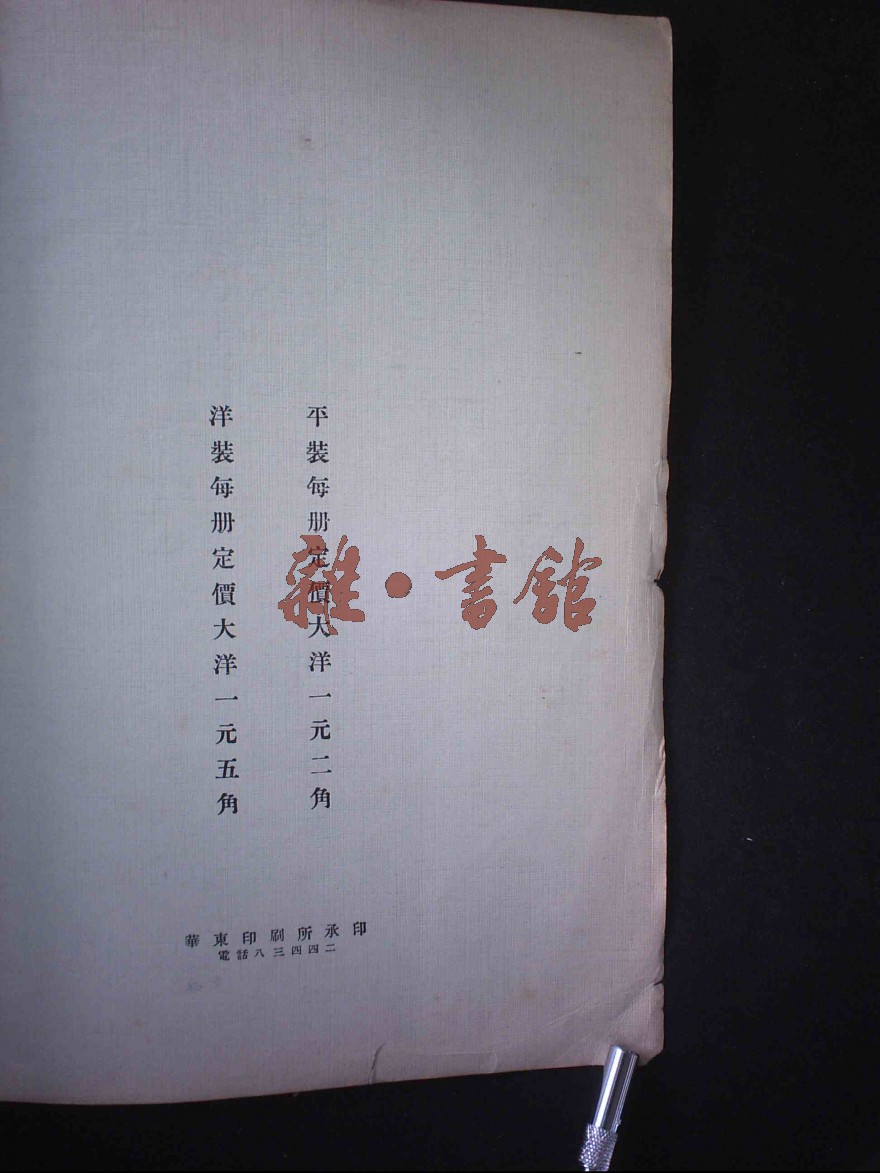 平裝每册定價大洋一元二角
洋裝每册定價大洋一元五角
華東印刷所承印
電話八三四四二
雜·書館